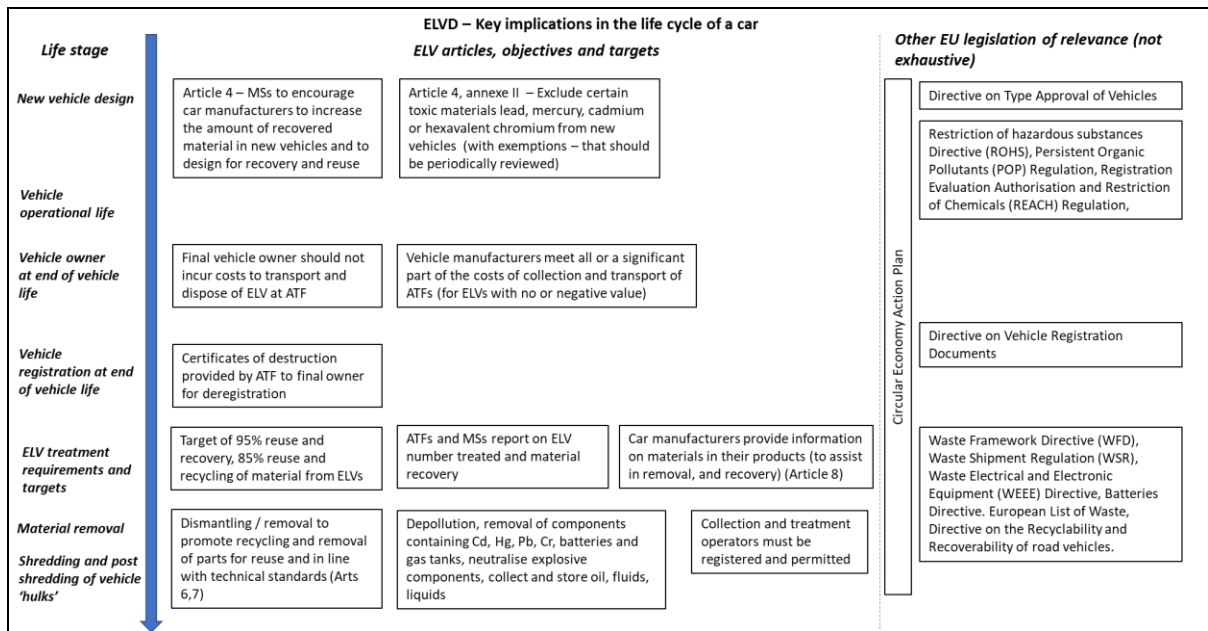 ELVD – Key implications in the life cycle of a car
Life stage
ELV articles, objectives and targets
Other EU legislation of relevance (not
exhaustive)
New vehicle design
Article 4 – MSs to encourage
car manufacturers to increase
the amount of recovered
material in new vehicles and to
design for recovery and reuse
Article 4, annexe II – Exclude certain
toxic materials lead, mercury, cadmium
or hexavalent chromium from new
vehicles (with exemptions – that should
be periodically reviewed)
Directive on Type Approval of Vehicles
Restriction of hazardous substances
Directive (ROHS), Persistent Organic
Pollutants (POP) Regulation, Registration
Evaluation Authorisation and Restriction
of Chemicals (REACH) Regulation,
Vehicle
operational life
Vehicle owner
at end of vehicle
life
Final vehicle owner should not
incur costs to transport and
dispose of ELV at ATF
Vehicle manufacturers meet all or a significant
part of the costs of collection and transport of
ATFs (for ELVs with no or negative value)
Circular Economy Action Plan
Vehicle
registration at end
of vehicle life
Certificates of destruction
provided by ATF to final owner
for deregistration
Directive on Vehicle Registration
Documents
ELV treatment
requirements and
targets
Target of 95% reuse and
recovery, 85% reuse and
recycling of material from ELVs
ATFs and MSs report on ELV
number treated and material
recovery
Car manufacturers provide information
on materials in their products (to assist
in removal, and recovery) (Article 8)
Waste Framework Directive (WFD),
Waste Shipment Regulation (WSR),
Waste Electrical and Electronic
Equipment (WEEE) Directive, Batteries
Directive. European List of Waste,
Directive on the Recyclability and
Recoverability of road vehicles.
Material removal
Shredding and post
shredding of vehicle
‘hulks’
Dismantling / removal to
promote recycling and removal
of parts for reuse and in line
with technical standards (Arts
6,7)
Depollution, removal of components
containing Cd, Hg, Pb, Cr, batteries and
gas tanks, neutralise explosive
components, collect and store oil, fluids,
liquids
Collection and treatment
operators must be
registered and permitted